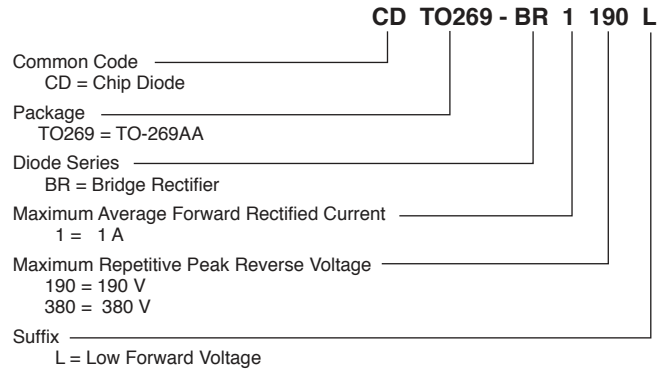 CD TO269 - BR 1 190 L
Common Code
CD = Chip Diode
Package
TO269 = TO-269AA
Diode Series
BR = Bridge Rectifier
Maximum Average Forward Rectified Current
1 = 1 A
Maximum Repetitive Peak Reverse Voltage
190 = 190 V
380 = 380 V
Suffix
L = Low Forward Voltage